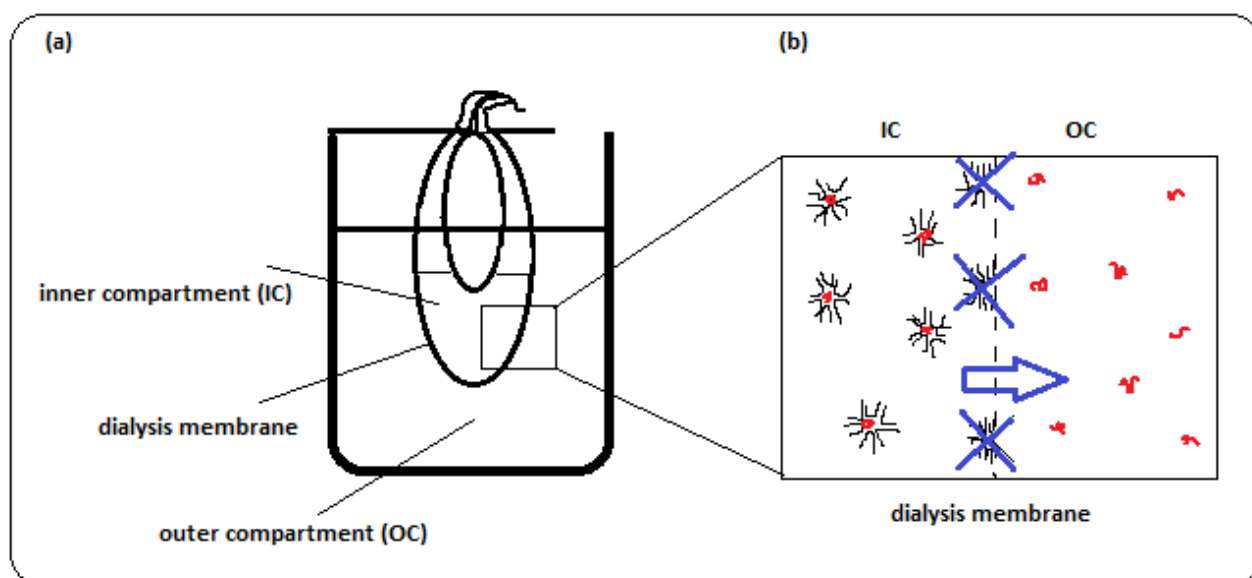 (a)
(b)
IC
OC
inner compartment (IC)
dialysis membrane
outer compartment (OC)
dialysis membrane